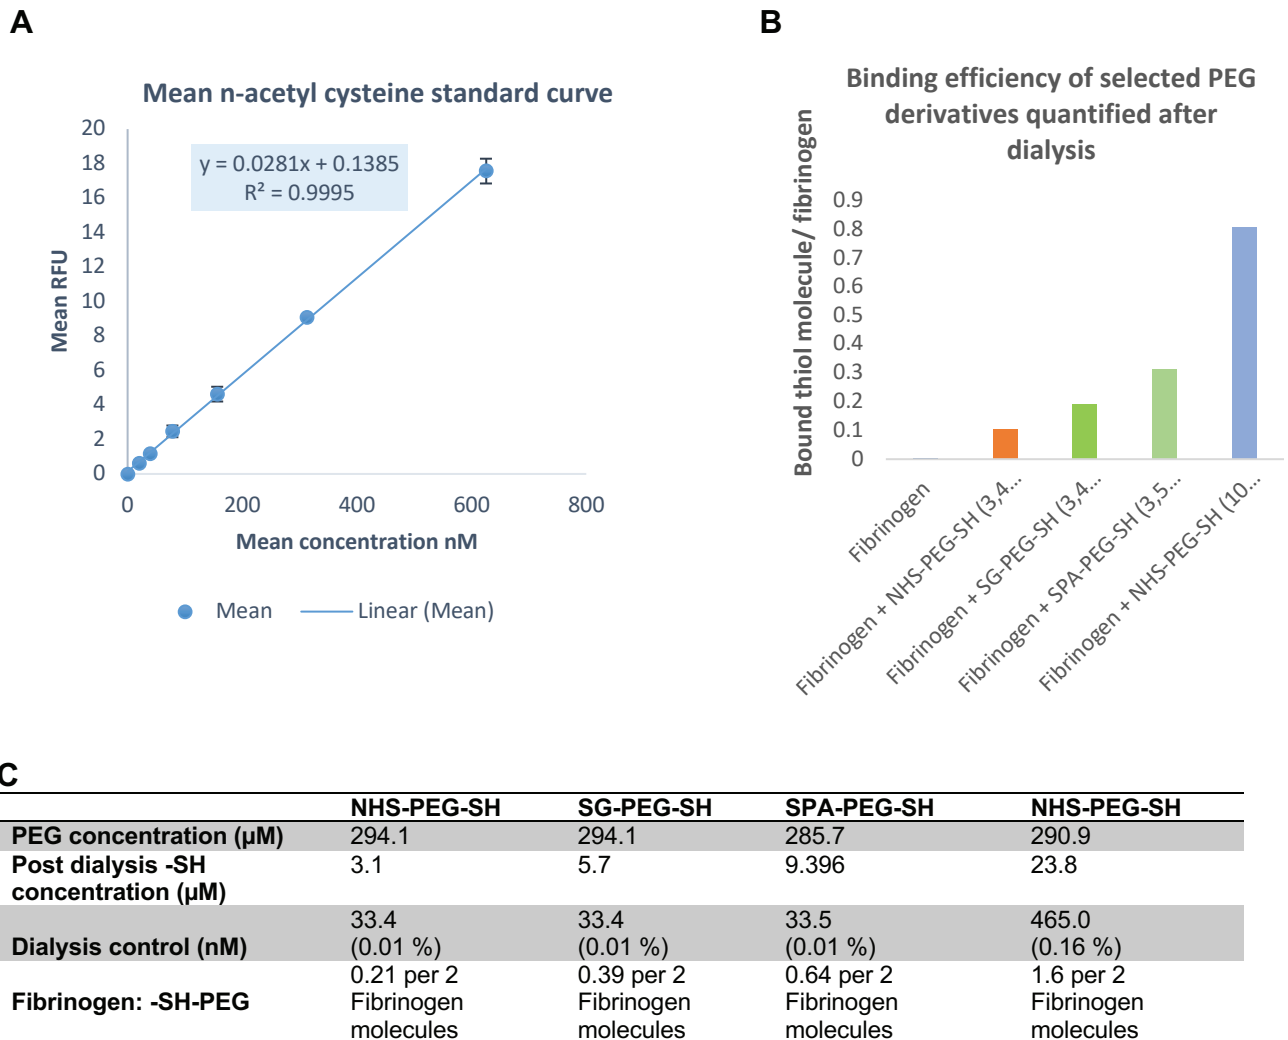 A
Mean n-acetyl cysteine standard curve
y = 0.0281x + 0.1385
R² = 0.9995
20
18
16
14
12
10
8
6
4
2
0
Mean RFU
0 200 400 600 800
Mean concentration nM
Mean Linear (Mean)
B
Binding efficiency of selected PEG
derivatives quantified after
dialysis
Bound thiol molecule/ fibrinogen
0.9
0.8
0.7
0.6
0.5
0.4
0.3
0.2
0.1
0
Fibrinogen
Fibrinogen + NHS-PEG-SH (3,4…
Fibrinogen + SG-PEG-SH (3,4…
Fibrinogen + SPA-PEG-SH (3,5…
Fibrinogen + NHS-PEG-SH (10…
C
NHS-PEG-SH SG-PEG-SH SPA-PEG-SH NHS-PEG-SH
PEG concentration (µM) 294.1 294.1 285.7 290.9
Post dialysis -SH 3.1 5.7 9.396 23.8
concentration (µM)
33.4 33.4 33.5 465.0
Dialysis control (nM) (0.01 %) (0.01 %) (0.01 %) (0.16 %)
0.21 per 2 0.39 per 2 0.64 per 2 1.6 per 2
Fibrinogen: -SH-PEG Fibrinogen Fibrinogen Fibrinogen Fibrinogen
molecules molecules molecules molecules